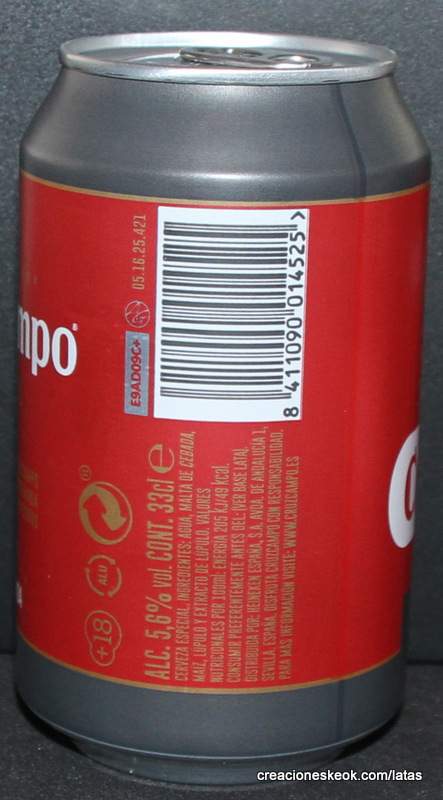 mpo
05.16.25.421
E9AD09C+
8 411090 014525 >
ALU
+18
ALC. 5,6% vol. CONT. 33cl e
CERVEZA ESPECIAL. INGREDIENTES: AGUA, MALTA DE CEBADA,
MAÍZ, LÚPULO Y EXTRACTO DE LÚPULO. VALORES
NUTRICIONALES POR 100ml: ENERGÍA 205 kJ/49 kcal.
CONSUMIR PREFERENTEMENTE ANTES DEL: (VER BASE LATA).
DISTRIBUIDA POR: HEINEKEN ESPAÑA, S.A. AVDA. DE ANDALUCÍA 1,
SEVILLA ESPAÑA. DISFRUTA CRUZCAMPO CON RESPONSABILIDAD.
PARA MÁS INFORMACIÓN VISITE: WWW.CRUZCAMPO.ES
creacioneskeok.com/latas